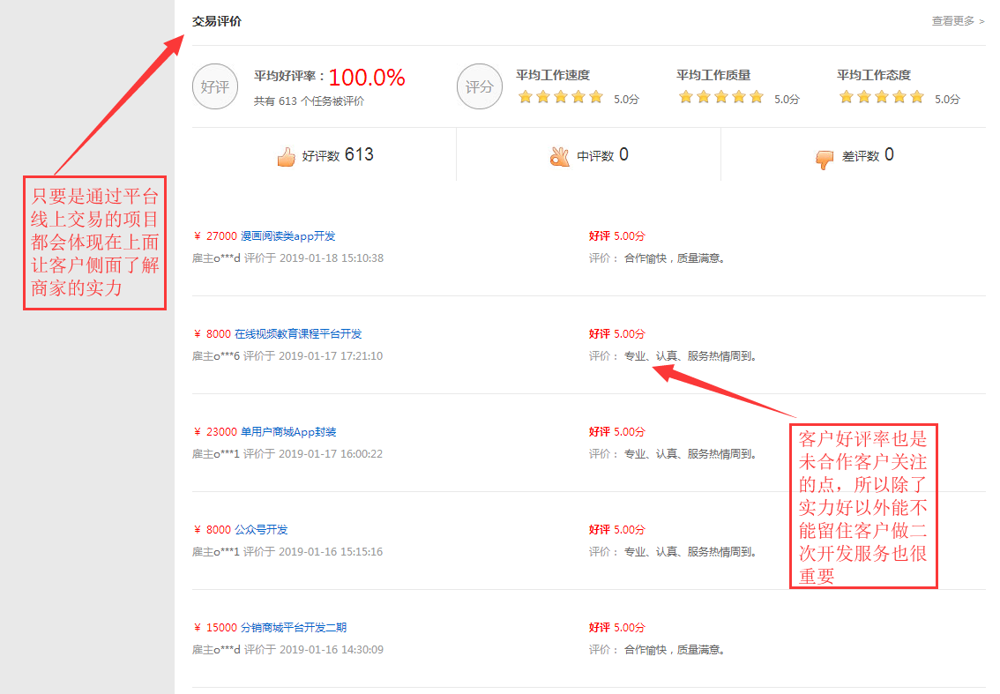 交易评价
查看更多 >
好评
平均好评率：100.0%
共有 613 个任务被评价
评分
平均工作速度
5.0分
平均工作质量
5.0分
平均工作态度
5.0分
好评数 613
中评数 0
差评数 0
只要是通过平台
线上交易的项目
都会体现在上面
让客户侧面了解
商家的实力
￥ 27000 漫画阅读类app开发
好评 5.00分
雇主o***d 评价于 2019-01-18 15:10:38
评价： 合作愉快，质量满意。
￥ 8000 在线视频教育课程平台开发
好评 5.00分
雇主o***6 评价于 2019-01-17 17:21:10
评价： 专业、认真、服务热情周到。
￥ 23000 单用户商城App封装
好评 5.00分
雇主o***1 评价于 2019-01-17 16:00:22
评价： 专业、认真、服务热情周到。
客户好评率也是
未合作客户关注
的点，所以除了
实力好以外能不
能留住客户做二
次开发服务也很
重要
￥ 8000 公众号开发
好评 5.00分
雇主o***1 评价于 2019-01-16 15:15:16
评价： 专业、认真、服务热情周到。
￥ 15000 分销商城平台开发二期
好评 5.00分
雇主o***d 评价于 2019-01-16 14:30:09
评价： 合作愉快，质量满意。